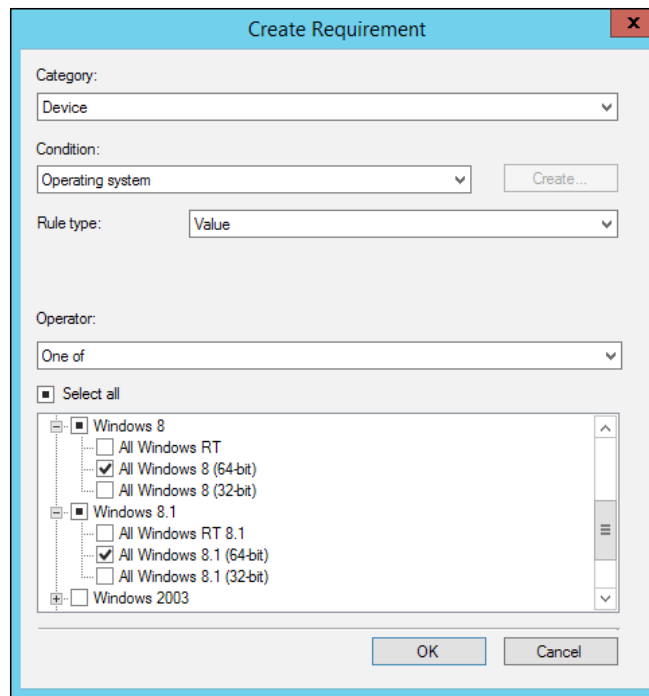 Create Requirement
x
Category:
Device
Condition:
Operating system
Create...
Rule type:
Value
Operator:
One of
Select all
Windows 8
All Windows RT
All Windows 8 (64-bit)
All Windows 8 (32-bit)
Windows 8.1
All Windows RT 8.1
All Windows 8.1 (64-bit)
All Windows 8.1 (32-bit)
Windows 2003
OK
Cancel